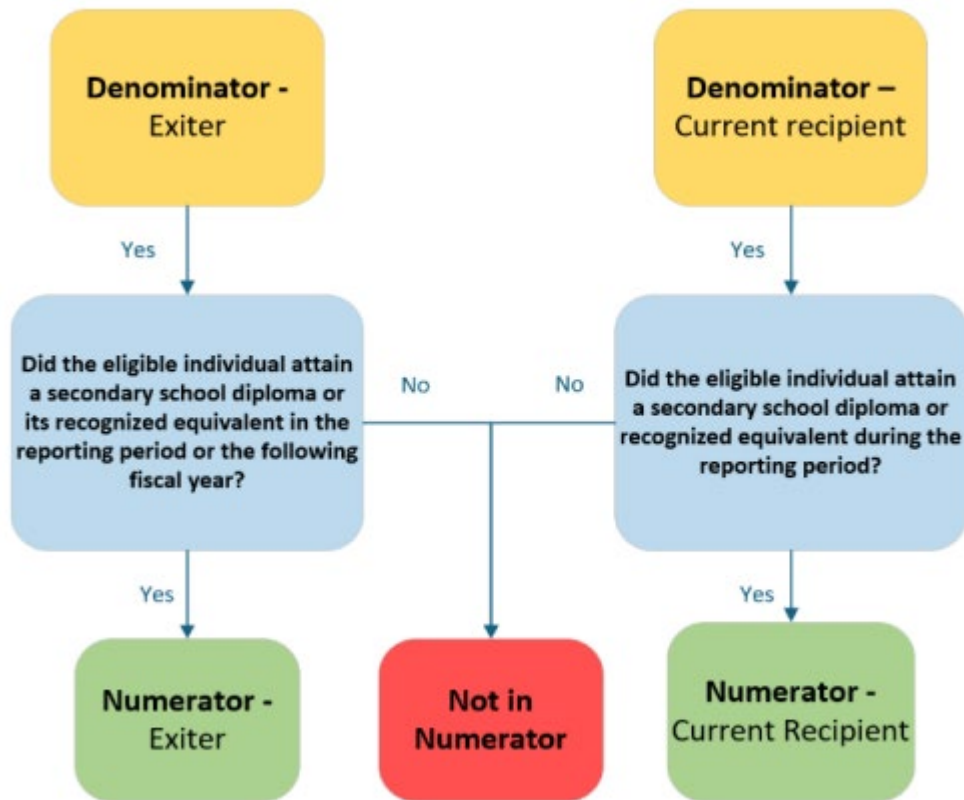 Denominator -
Exiter
Denominator –
Current recipient
Yes
Yes
Did the eligible individual attain
a secondary school diploma or
its recognized equivalent in the
reporting period or the following
fiscal year?
No
No
Did the eligible individual attain
a secondary school diploma or
recognized equivalent during the
reporting period?
Yes
Yes
Numerator -
Exiter
Not in
Numerator
Numerator -
Current Recipient